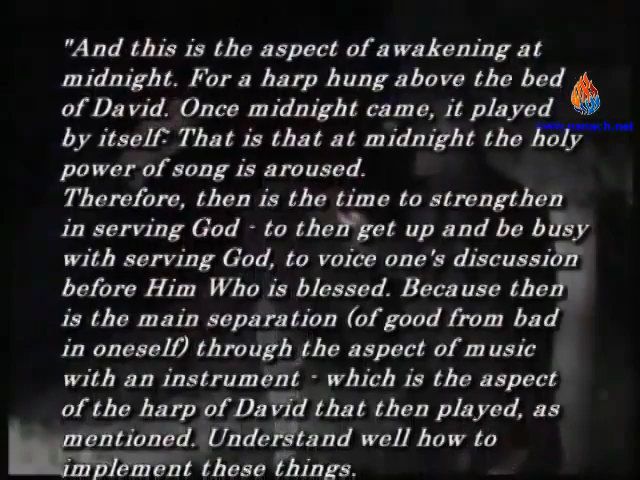 "And this is the aspect of awakening at
midnight. For a harp hung above the bed
of David. Once midnight came, it played
by itself: That is that at midnight the holy
power of song is aroused.
Therefore, then is the time to strengthen
in serving God - to then get up and be busy
with serving God, to voice one's discussion
before Him Who is blessed. Because then
is the main separation (of good from bad
in oneself) through the aspect of music
with an instrument - which is the aspect
of the harp of David that then played, as
mentioned. Understand well how to
implement these things.